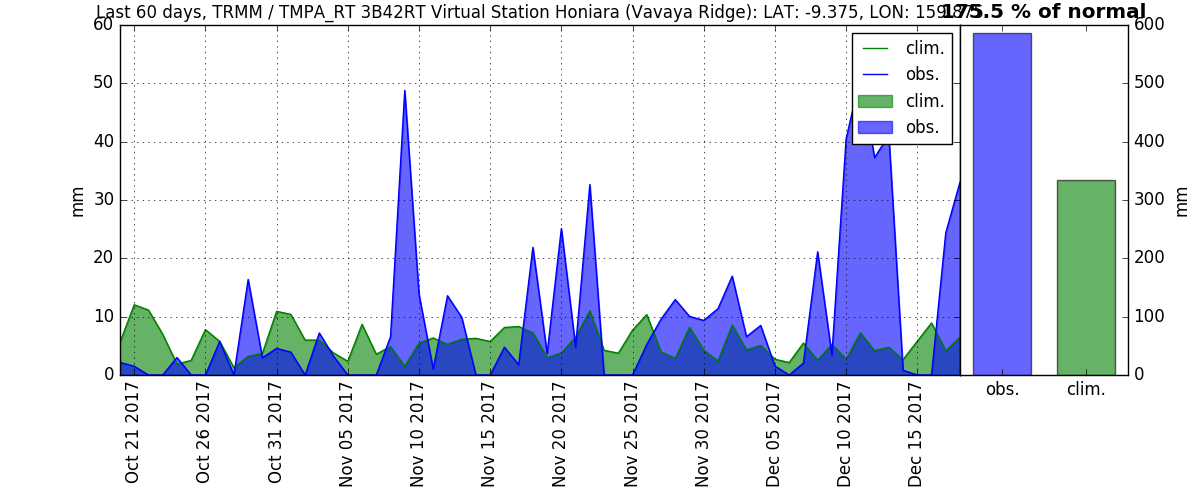 Last 60 days, TRMM / TMPA_RT 3B42RT Virtual Station Honiara (Vavaya Ridge): LAT: -9.375, LON: 159.875
175.5 % of normal
clim.
obs.
clim.
obs.
60
50
40
30
20
10
0
mm
600
500
400
300
200
100
0
mm
Oct 21 2017
Oct 26 2017
Oct 31 2017
Nov 05 2017
Nov 10 2017
Nov 15 2017
Nov 20 2017
Nov 25 2017
Nov 30 2017
Dec 05 2017
Dec 10 2017
Dec 15 2017
obs.
clim.